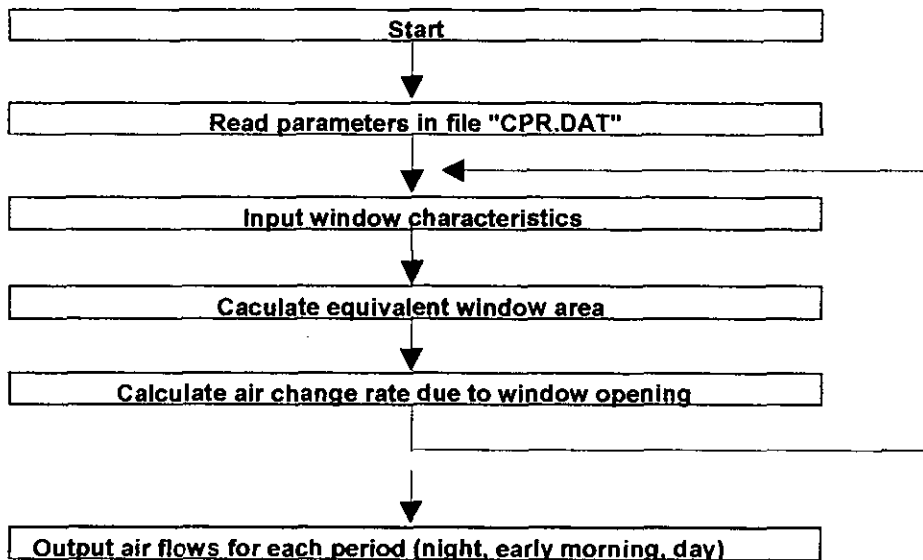 Start
Read parameters in file "CPR.DAT"
Input window characteristics
Caculate equivalent window area
Calculate air change rate due to window opening
Output air flows for each period (night, early morning, day)